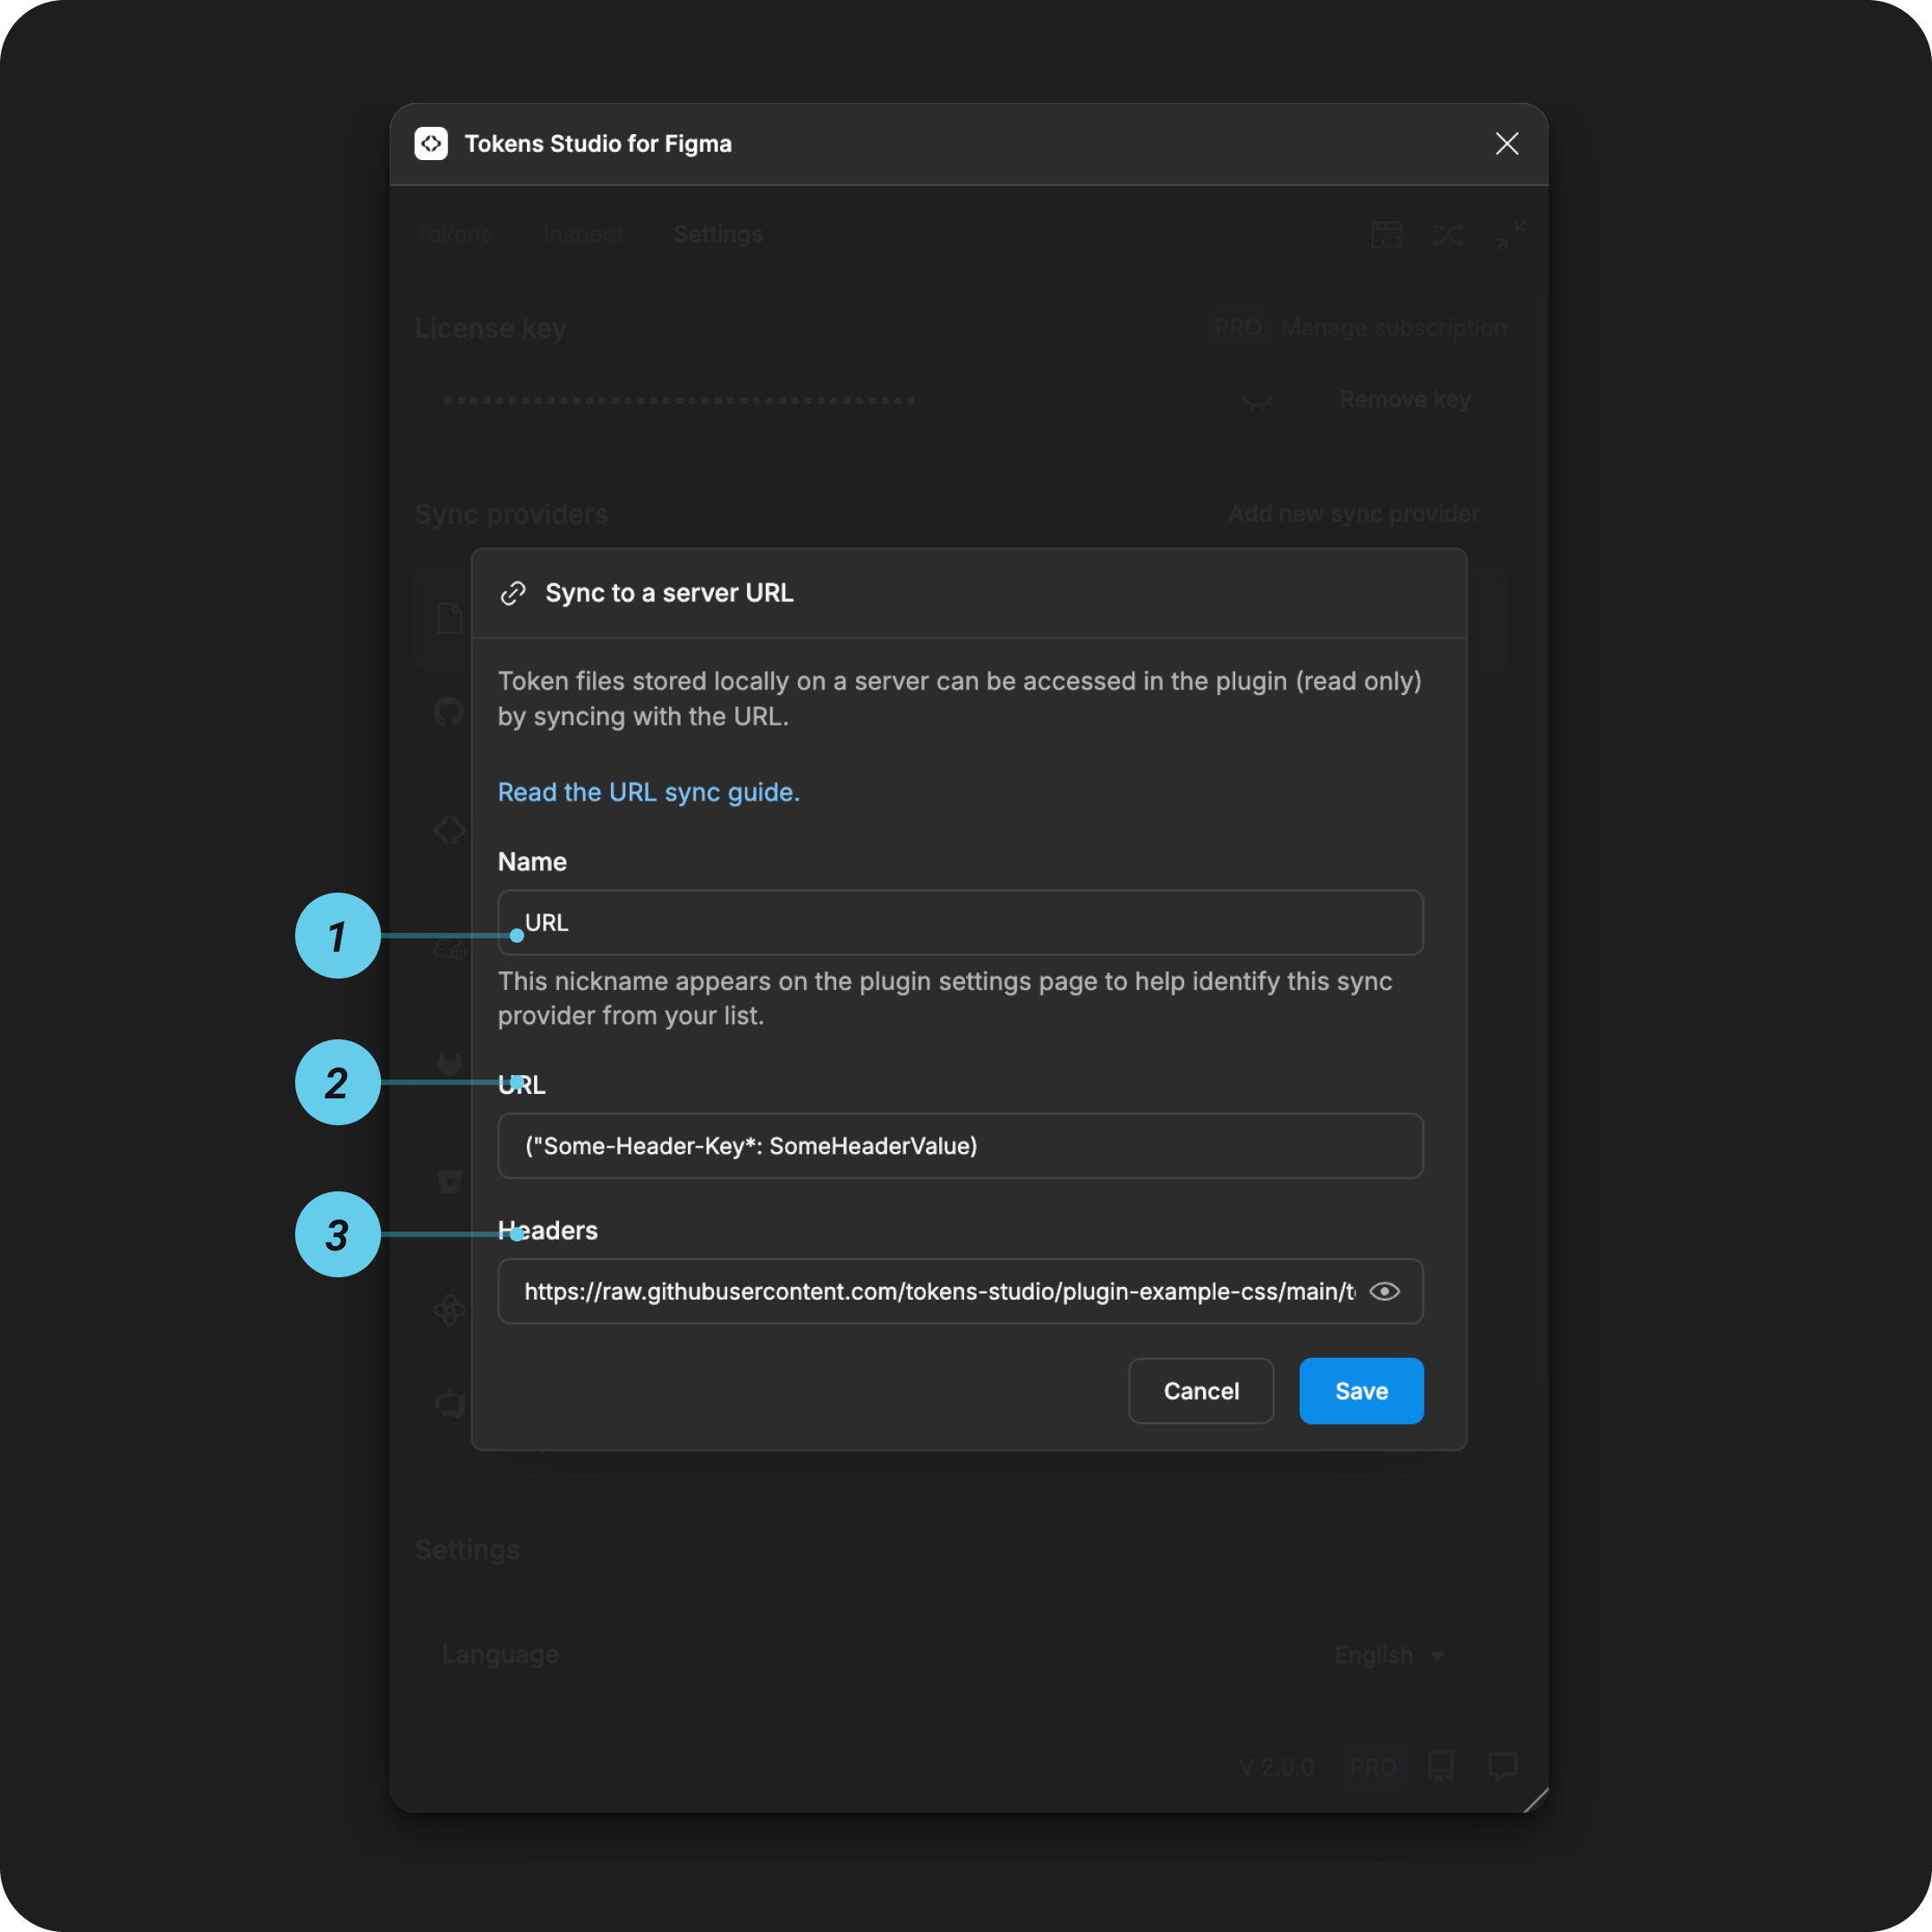 Tokens Studio for Figma
Tokens Inspect Settings
License key PRO Manage subscription
Remove key
Sync providers Add new sync provider
Sync to a server URL
Token files stored locally on a server can be accessed in the plugin (read only)
by syncing with the URL.
Read the URL sync guide.
Name
1
URL
This nickname appears on the plugin settings page to help identify this sync
provider from your list.
2
URL
("Some-Header-Key*: SomeHeaderValue)
3
Headers
https://raw.githubusercontent.com/tokens-studio/plugin-example-css/main/t
Cancel Save
Settings
Language English
V 2.0.0 PRO